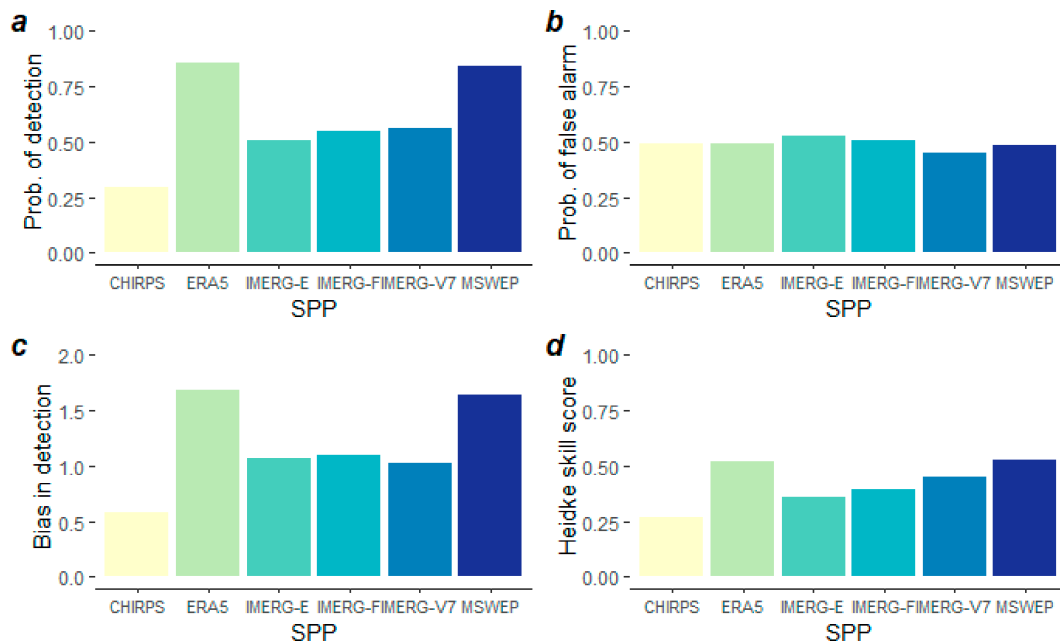 a
Prob. of detection
1.00
0.75
0.50
0.25
0.00
CHIRPS ERA5 IMERG-E IMERG-F IMERG-V7 MSWEP
SPP
b
Prob. of false alarm
1.00
0.75
0.50
0.25
0.00
CHIRPS ERA5 IMERG-E IMERG-F IMERG-V7 MSWEP
SPP
c
Bias in detection
2.0
1.5
1.0
0.5
0.0
CHIRPS ERA5 IMERG-E IMERG-F IMERG-V7 MSWEP
SPP
d
Heidke skill score
1.00
0.75
0.50
0.25
0.00
CHIRPS ERA5 IMERG-E IMERG-F IMERG-V7 MSWEP
SPP